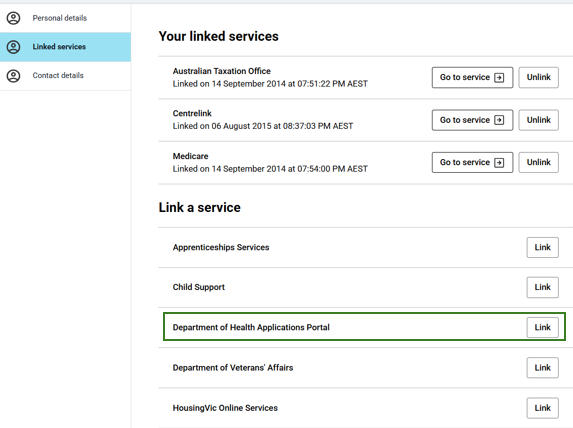 Personal details
Linked services
Contact details
Your linked services
Australian Taxation Office
Linked on 14 September 2014 at 07:51:22 PM AEST
Go to service
Unlink
Centrelink
Linked on 06 August 2015 at 08:37:03 PM AEST
Go to service
Unlink
Medicare
Linked on 14 September 2014 at 07:54:00 PM AEST
Go to service
Unlink
Link a service
Apprenticeships Services
Link
Child Support
Link
Department of Health Applications Portal
Link
Department of Veterans' Affairs
Link
HousingVic Online Services
Link